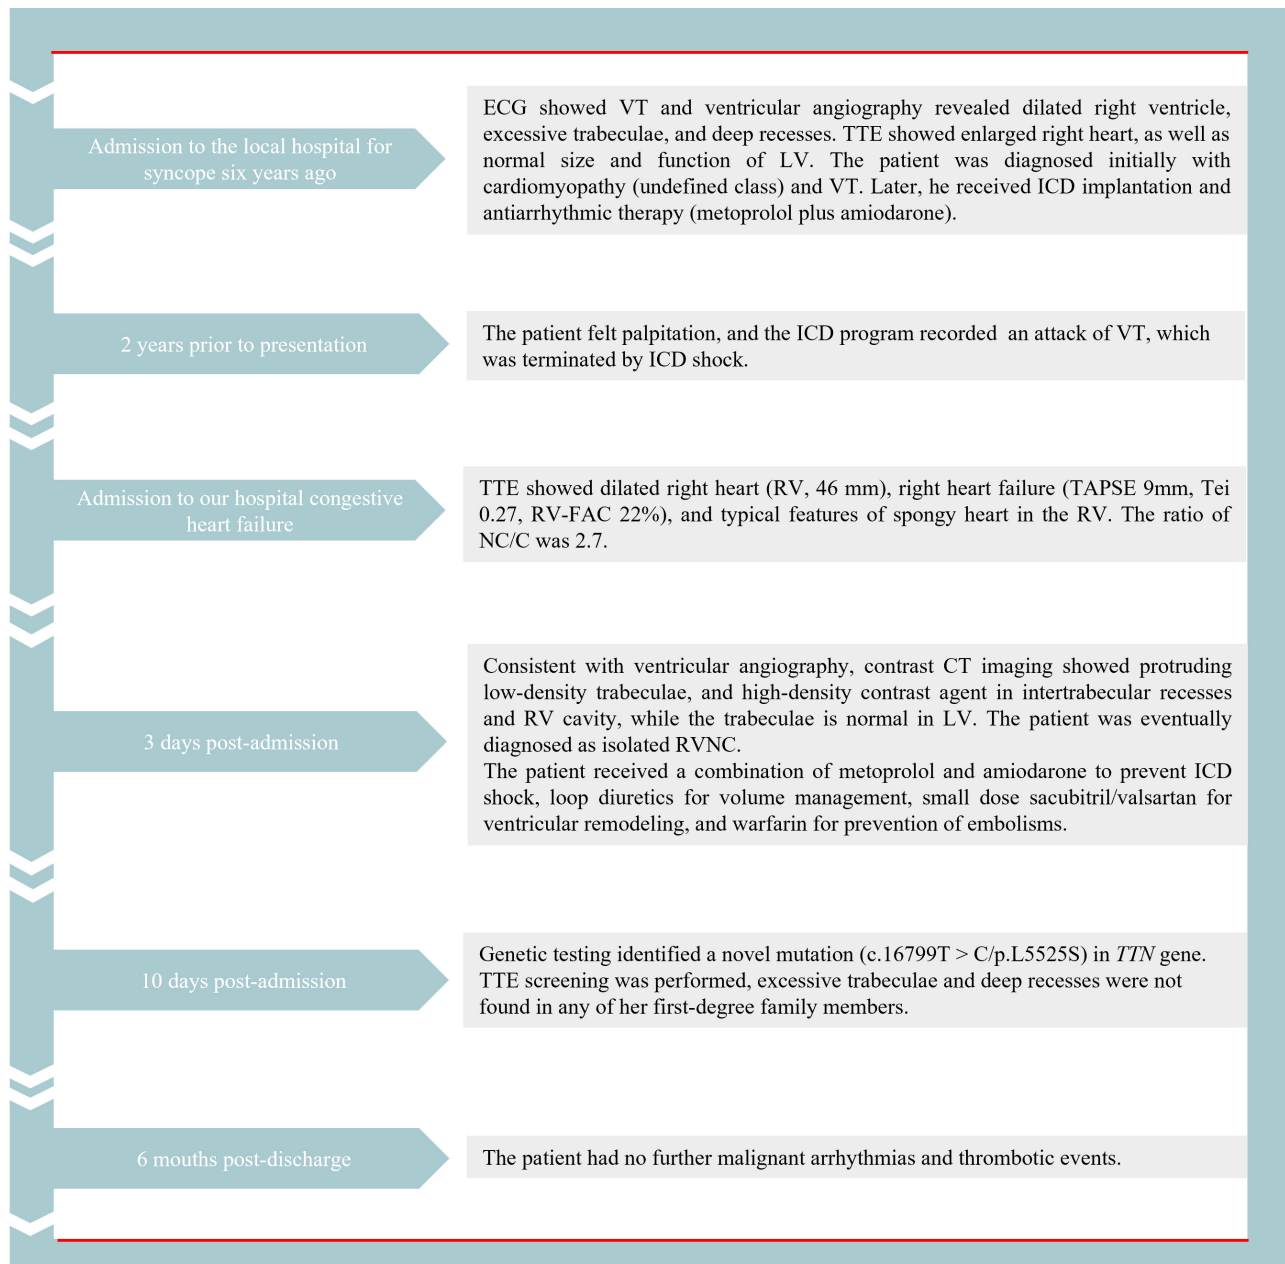 Admission to the local hospital for
syncope six years ago
ECG showed VT and ventricular angiography revealed dilated right ventricle,
excessive trabeculae, and deep recesses. TTE showed enlarged right heart, as well as
normal size and function of LV. The patient was diagnosed initially with
cardiomyopathy (undefined class) and VT. Later, he received ICD implantation and
antiarrhythmic therapy (metoprolol plus amiodarone).
2 years prior to presentation
The patient felt palpitation, and the ICD program recorded an attack of VT, which
was terminated by ICD shock.
Admission to our hospital congestive
heart failure
TTE showed dilated right heart (RV, 46 mm), right heart failure (TAPSE 9mm, Tei
0.27, RV-FAC 22%), and typical features of spongy heart in the RV. The ratio of
NC/C was 2.7.
3 days post-admission
Consistent with ventricular angiography, contrast CT imaging showed protruding
low-density trabeculae, and high-density contrast agent in intertrabecular recesses
and RV cavity, while the trabeculae is normal in LV. The patient was eventually
diagnosed as isolated RVNC.
The patient received a combination of metoprolol and amiodarone to prevent ICD
shock, loop diuretics for volume management, small dose sacubitril/valsartan for
ventricular remodeling, and warfarin for prevention of embolisms.
10 days post-admission
Genetic testing identified a novel mutation (c.16799T > C/p.L5525S) in TTN gene.
TTE screening was performed, excessive trabeculae and deep recesses were not
found in any of her first-degree family members.
6 mouths post-discharge
The patient had no further malignant arrhythmias and thrombotic events.